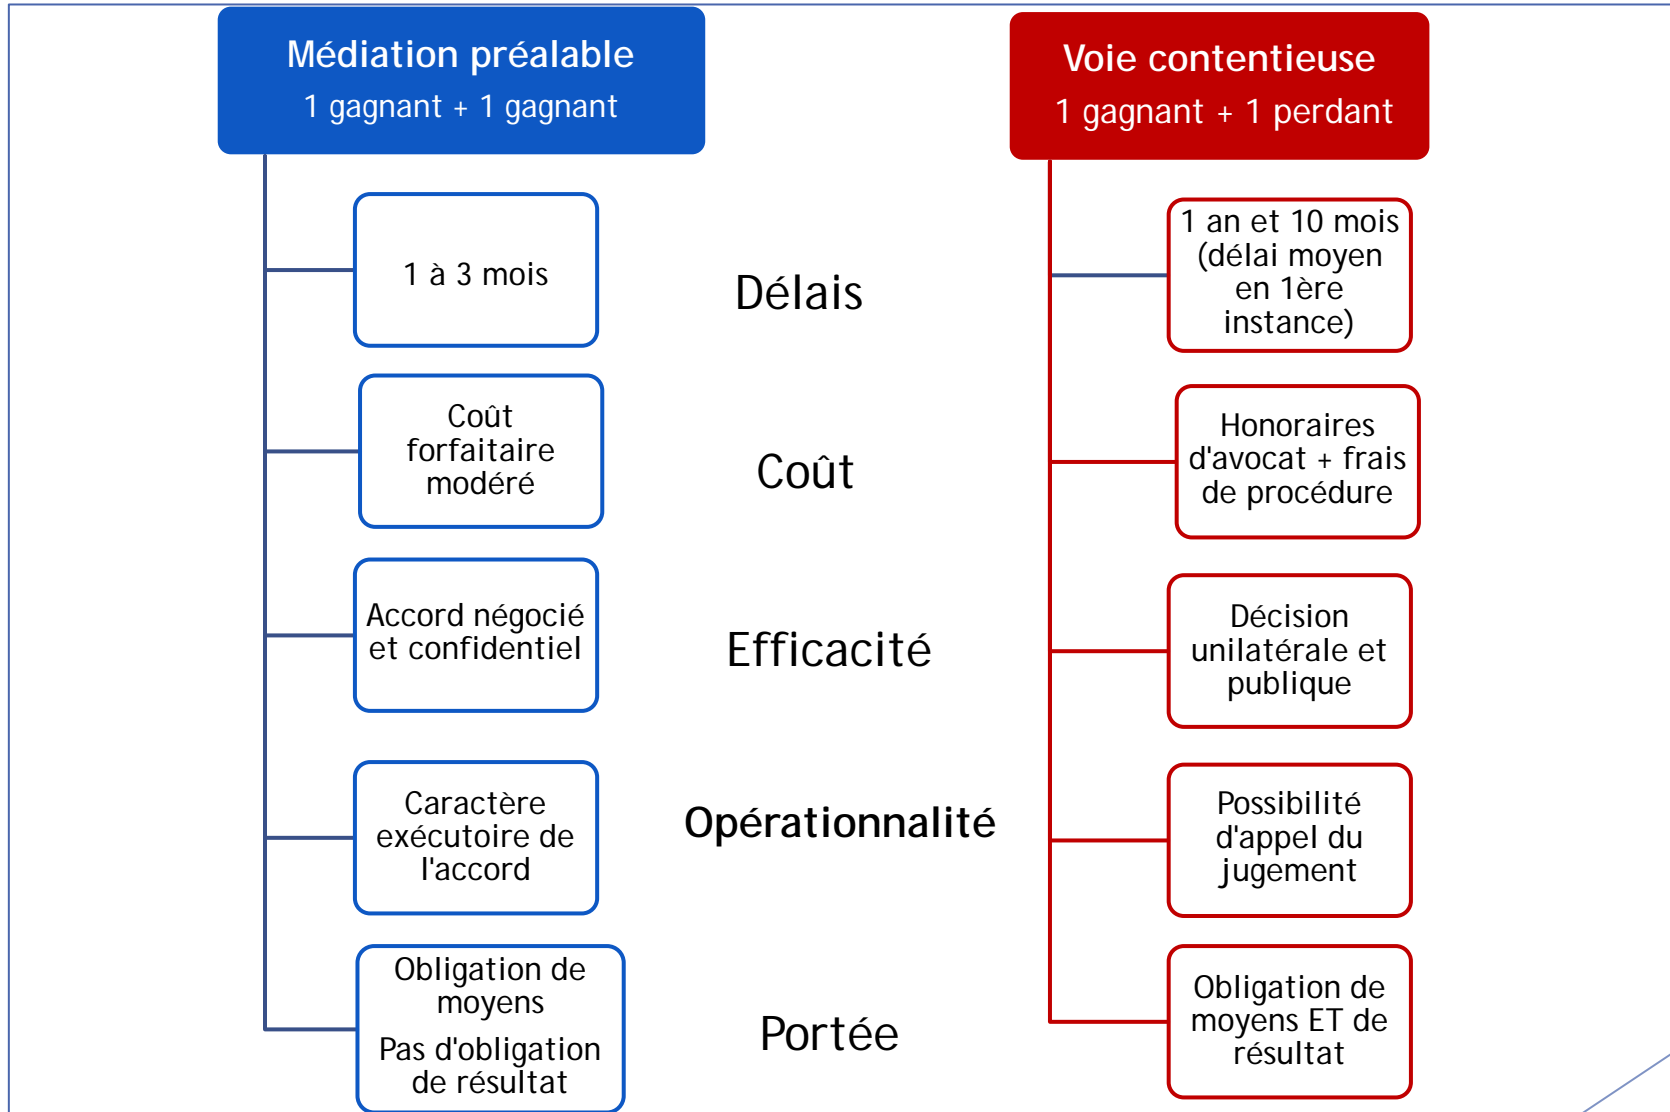 Médiation préalable
1 gagnant + 1 gagnant
Voie contentieuse
1 gagnant + 1 perdant
1 à 3 mois
Délais
1 an et 10 mois
(délai moyen
en 1ère
instance)
Coût
forfaitaire
modéré
Coût
Honoraires
d'avocat + frais
de procédure
Accord négocié
et confidentiel
Efficacité
Décision
unilatérale et
publique
Caractère
exécutoire de
l'accord
Opérationnalité
Possibilité
d'appel du
jugement
Obligation de
moyens
Pas d'obligation
de résultat
Portée
Obligation de
moyens ET de
résultat